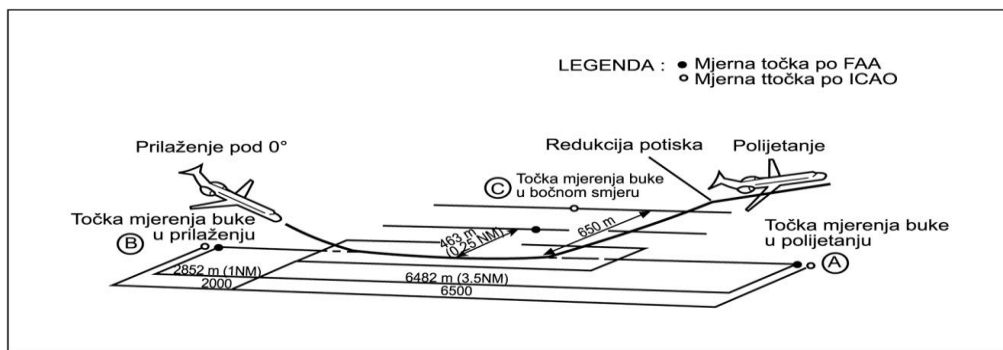 LEGENDA : ● Mjerna točka po FAA
○ Mjerna ttočka po ICAO
Prilaženje pod 0°
Redukcija potiska
Polijetanje
C Točka mjerenja buke
u bočnom smjeru
Točka mjerenja buke
u prilaženju
B
463 m
(0.25 NM)
650 m
Točka mjerenja buke
u polijetanju
A
2852 m (1NM)
2000
6482 m (3.5NM)
6500